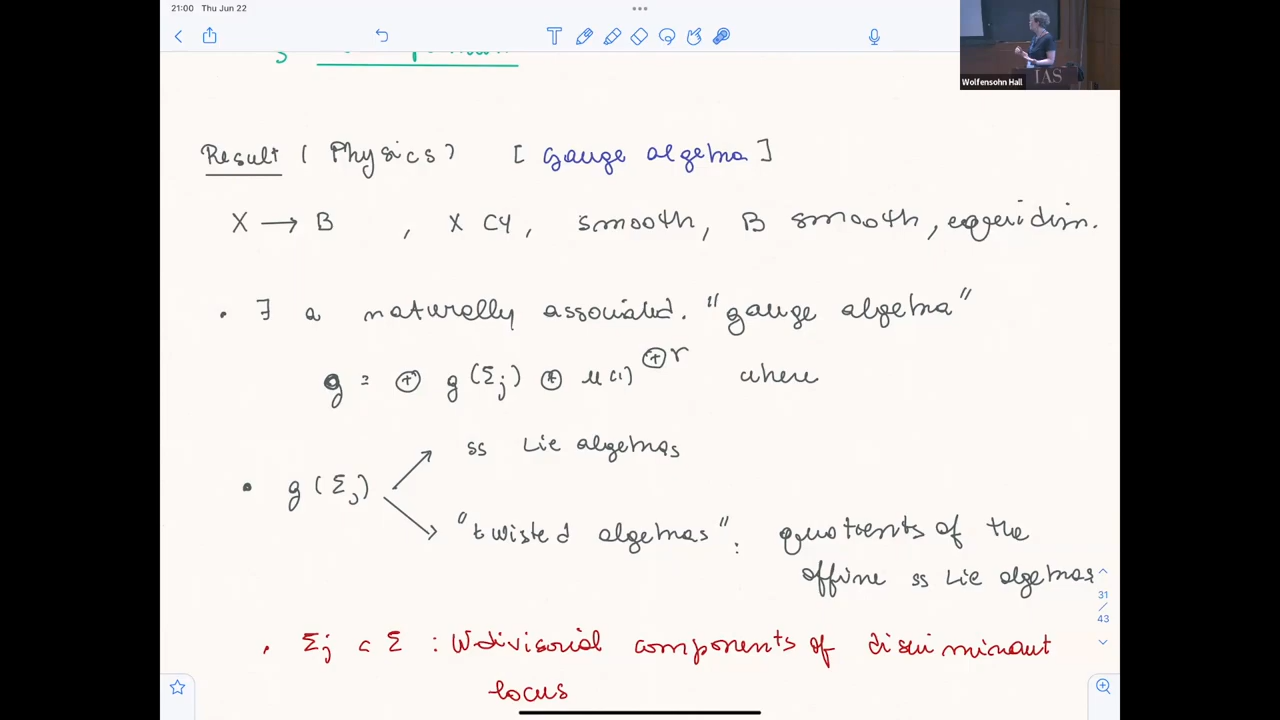 21:00 Thu Jun 22
Wolfensohn Hall
IAS
Result ( Physics ) [ gauge algebra ]
X → B , X CY, smooth, B smooth, equidim.
• ∃ a naturally associated. "gauge algebra"
g = ⊕ g (Σj) ⊕ u(1)^⊕r where
ss Lie algebras
• g (Σj)
"twisted algebras": quotients of the
affine ss Lie algebras
• Σj ⊂ Σ : divisorial components of discriminant
locus
31
/
43